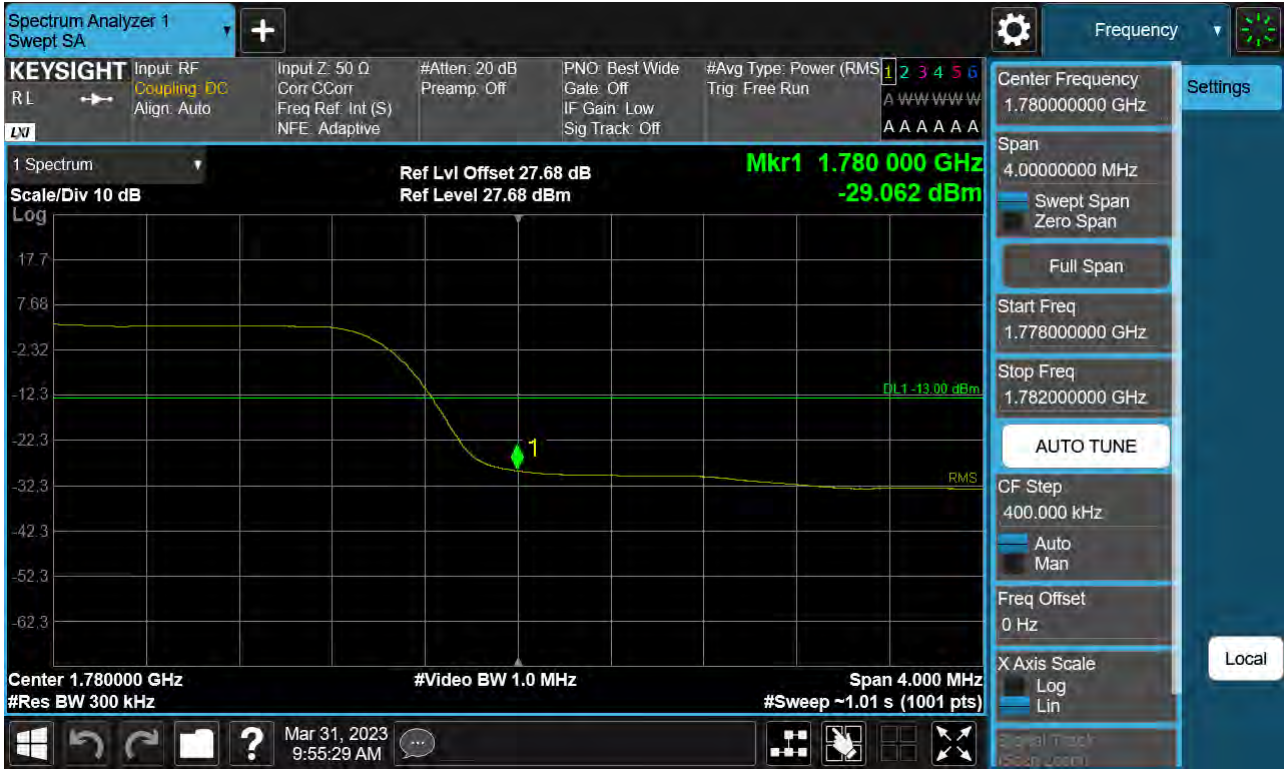 Spectrum Analyzer 1
Swept SA
+
Frequency
KEYSIGHT
R L
LXI
Input: RF
Coupling: DC
Align: Auto
Input Z: 50 Ω
Corr CCorr
Freq Ref: Int (S)
NFE: Adaptive
#Atten: 20 dB
Preamp: Off
PNO: Best Wide
Gate: Off
IF Gain: Low
Sig Track: Off
#Avg Type: Power (RMS
Trig: Free Run
1 2 3 4 5 6
A W W W W W
A A A A A A
1 Spectrum
Scale/Div 10 dB
Log
Ref Lvl Offset 27.68 dB
Ref Level 27.68 dBm
Mkr1 1.780 000 GHz
-29.062 dBm
17.7
7.68
-2.32
-12.3
-22.3
-32.3
-42.3
-52.3
-62.3
DL1 -13.00 dBm
1
RMS
Center 1.780000 GHz
#Res BW 300 kHz
#Video BW 1.0 MHz
Span 4.000 MHz
#Sweep ~1.01 s (1001 pts)
Center Frequency
1.780000000 GHz
Span
4.00000000 MHz
Swept Span
Zero Span
Full Span
Start Freq
1.778000000 GHz
Stop Freq
1.782000000 GHz
AUTO TUNE
CF Step
400.000 kHz
Auto
Man
Freq Offset
0 Hz
X Axis Scale
Log
Lin
Signal Track
(Span Zoom)
Settings
Local
?
Mar 31, 2023
9:55:29 AM